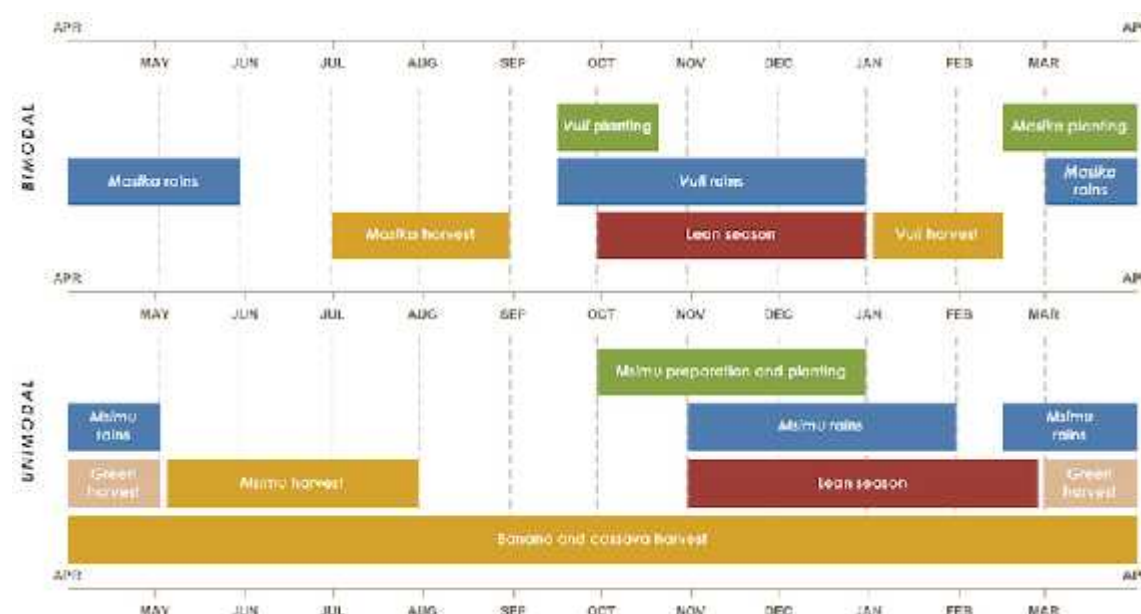 APR AP
MAY JUN JUL AUG SEP OCT NOV DEC JAN FEB MAR
BIMODAL
Vuli planting Masika planting
Masika rains Vuli rains Masika
rains
Masika harvest Lean season Vuli harvest
APR AP
MAY JUN JUL AUG SEP OCT NOV DEC JAN FEB MAR
UNIMODAL
Msimu preparation and planting
Msimu
rains
Msimu rains
Msimu
rains
Green
harvest
Msimu harvest
Lean season
Green
harvest
Banana and cassava harvest
APR AP
MAY JUN JUL AUG SEP OCT NOV DEC JAN FEB MAR